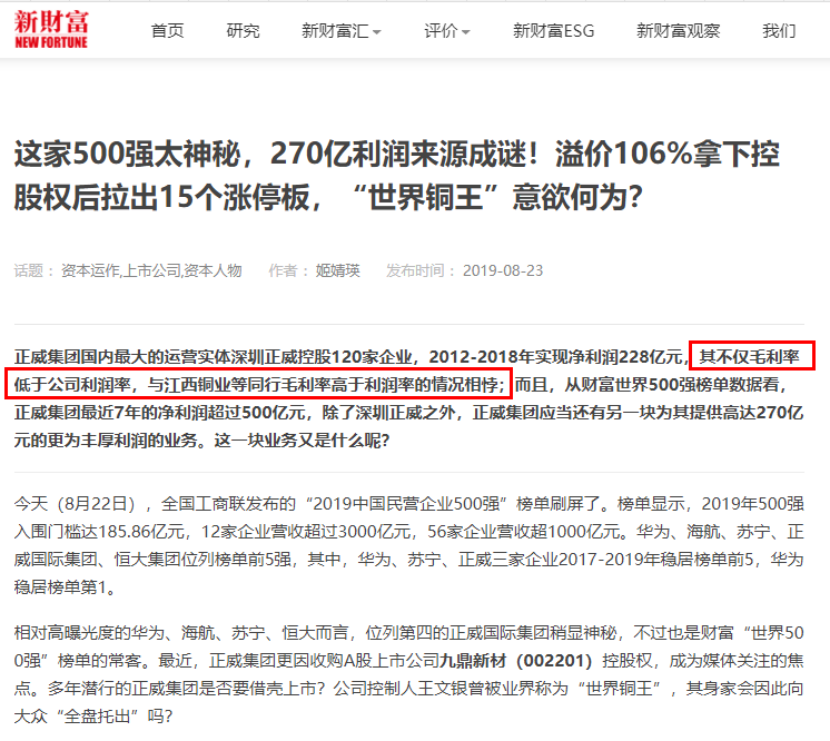 新财富
NEW FORTUNE
首页 研究 新财富汇 评价 新财富ESG 新财富观察 我们
这家500强太神秘，270亿利润来源成谜！溢价106%拿下控
股权后拉出15个涨停板，“世界铜王”意欲何为？
话题： 资本运作,上市公司,资本人物 作者： 姬婧瑛 发布时间： 2019-08-23
正威集团国内最大的运营实体深圳正威控股120家企业，2012-2018年实现净利润228亿元，其不仅毛利率
低于公司利润率，与江西铜业等同行毛利率高于利润率的情况相悖；而且，从财富世界500强榜单数据看，
正威集团最近7年的净利润超过500亿元，除了深圳正威之外，正威集团应当还有另一块为其提供高达270亿
元的更为丰厚利润的业务。这一块业务又是什么呢？
今天（8月22日），全国工商联发布的“2019中国民营企业500强”榜单刷屏了。榜单显示，2019年500强
入围门槛达185.86亿元，12家企业营收超过3000亿元，56家企业营收超1000亿元。华为、海航、苏宁、正
威国际集团、恒大集团位列榜单前5强，其中，华为、苏宁、正威三家企业2017-2019年稳居榜单前5，华为
稳居榜单第1。
相对高曝光度的华为、海航、苏宁、恒大而言，位列第四的正威国际集团稍显神秘，不过也是财富“世界50
0强”榜单的常客。最近，正威集团更因收购A股上市公司九鼎新材（002201）控股权，成为媒体关注的焦
点。多年潜行的正威集团是否要借壳上市？公司控制人王文银曾被业界称为“世界铜王”，其身家会因此向
大众“全盘托出”吗？